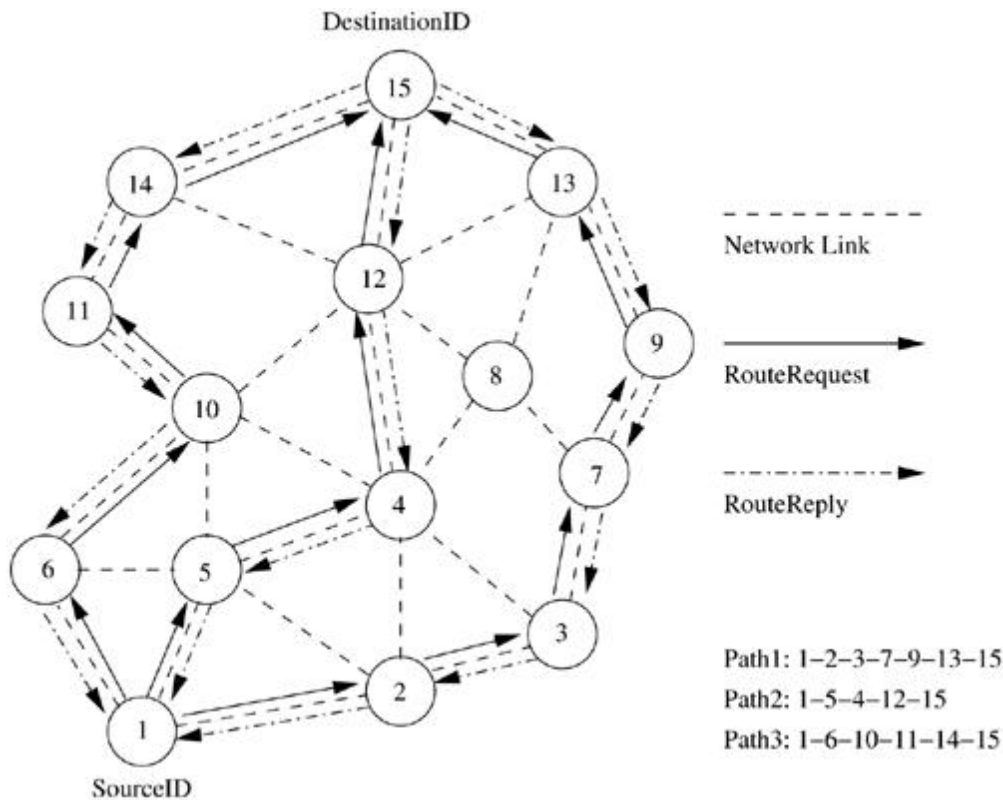 DestinationID
15
14
13
12
11
Network Link
9
8
RouteRequest
10
7
4
RouteReply
6
5
3
2
1
Path1: 1–2–3–7–9–13–15
Path2: 1–5–4–12–15
Path3: 1–6–10–11–14–15
SourceID